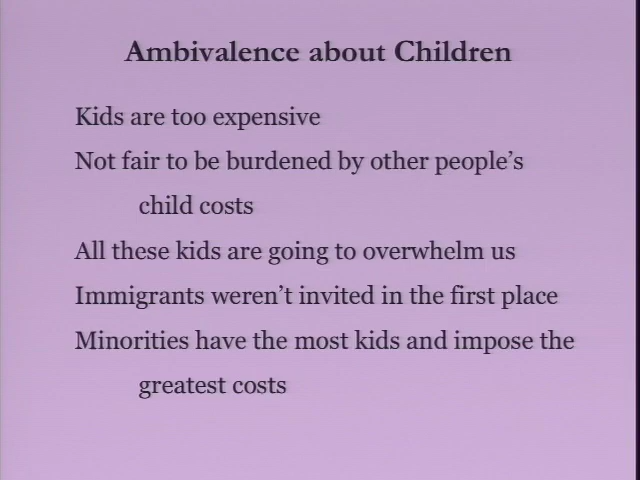 Ambivalence about Children
Kids are too expensive
Not fair to be burdened by other people's
child costs
All these kids are going to overwhelm us
Immigrants weren't invited in the first place
Minorities have the most kids and impose the
greatest costs